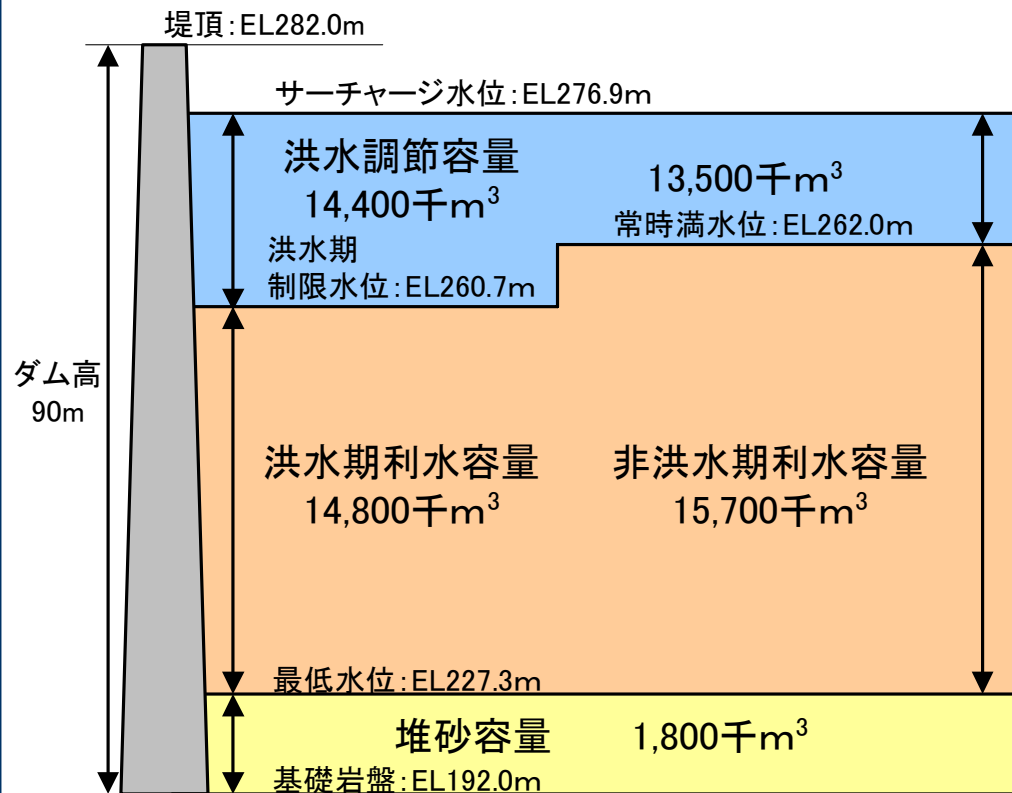 堤頂:EL282.0m
サーチャージ水位:EL276.9m
洪水調節容量
14,400千m³
13,500千m³
常時満水位:EL262.0m
洪水期
制限水位:EL260.7m
ダム高
90m
洪水期利水容量
14,800千m³
非洪水期利水容量
15,700千m³
最低水位:EL227.3m
堆砂容量 1,800千m³
基礎岩盤:EL192.0m